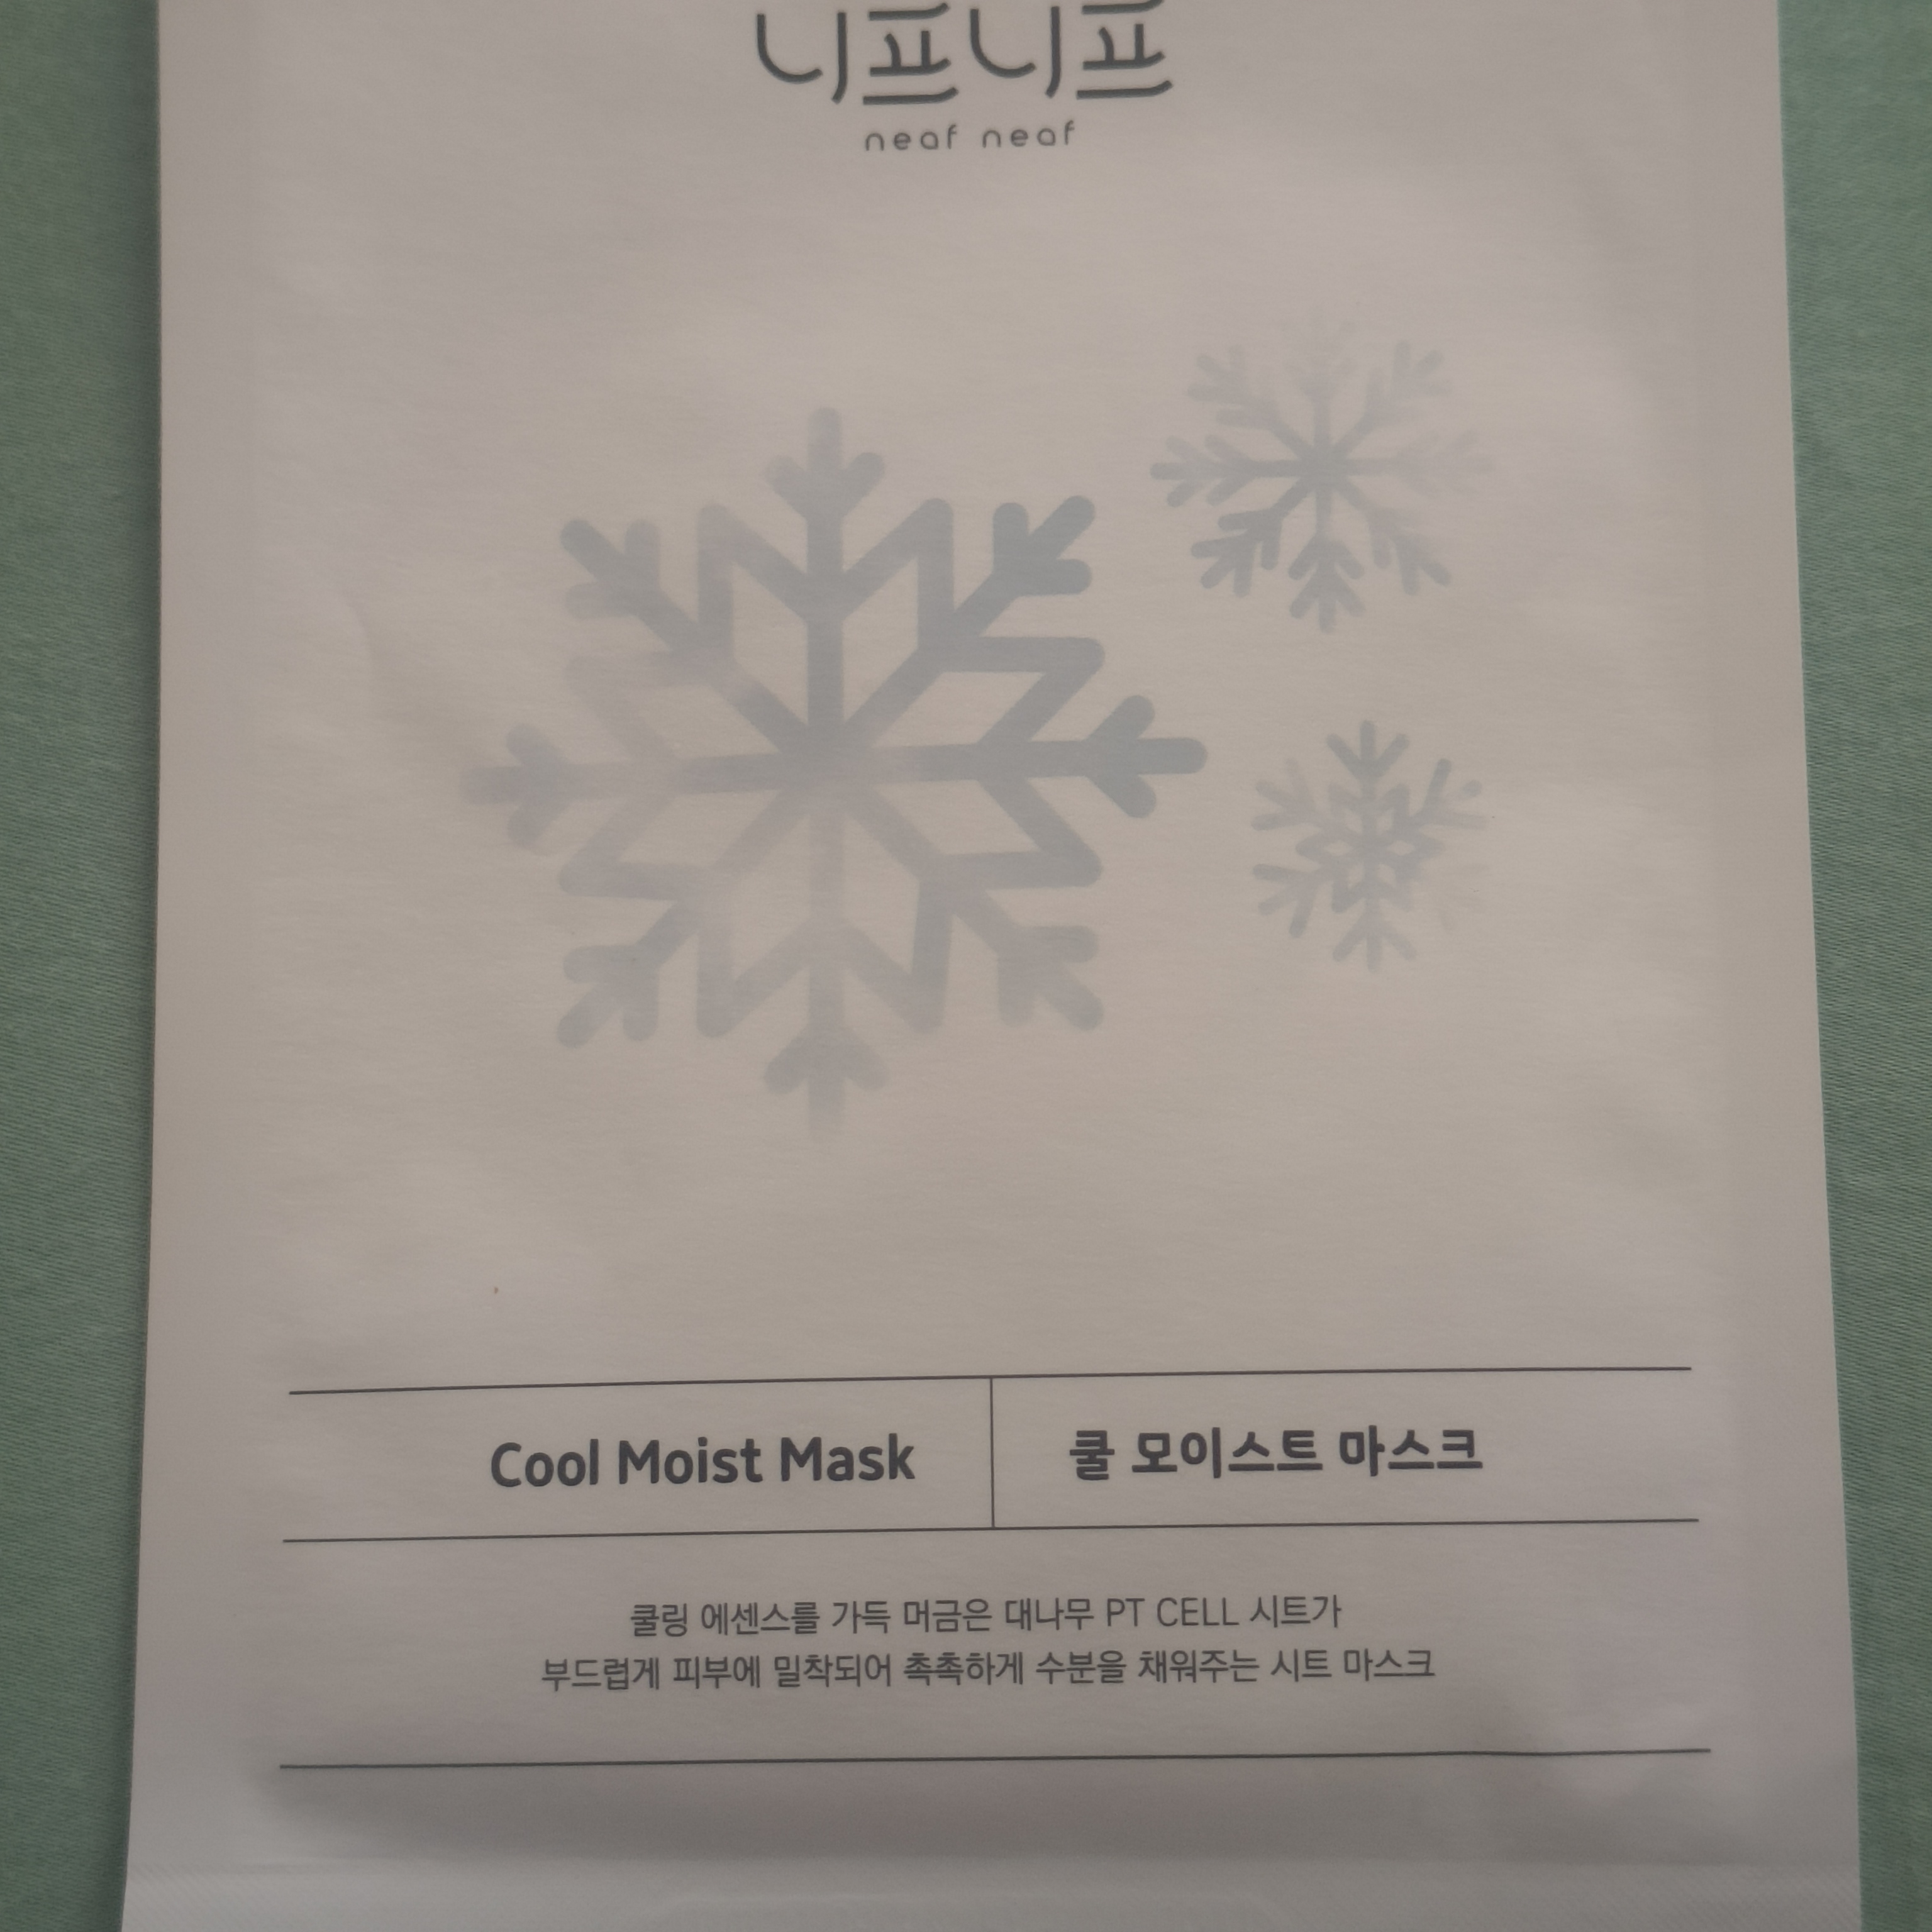 니프니프
neaf neaf
Cool Moist Mask
쿨 모이스트 마스크
쿨링 에센스를 가득 머금은 대나무 PT CELL 시트가
부드럽게 피부에 밀착되어 촉촉하게 수분을 채워주는 시트 마스크